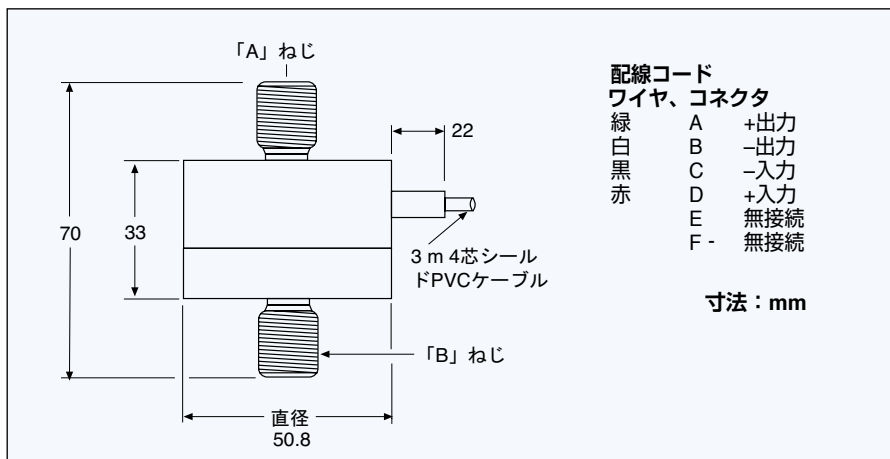 「A」ねじ
22
70
33
3 m 4芯シール
ドPVCケーブル
「B」ねじ
直径
50.8
配線コード
ワイヤ、コネクタ
緑 A +出力
白 B –出力
黒 C –入力
赤 D +入力
E 無接続
F - 無接続
寸法：mm